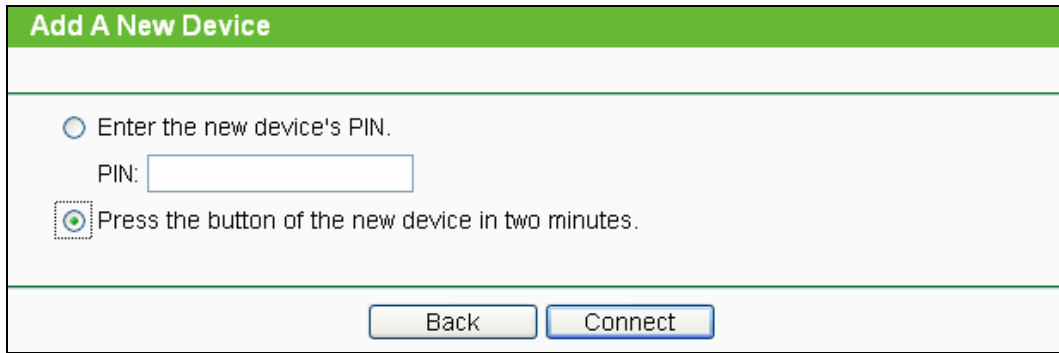 Add A New Device
Enter the new device's PIN.
PIN:
Press the button of the new device in two minutes.
Back Connect